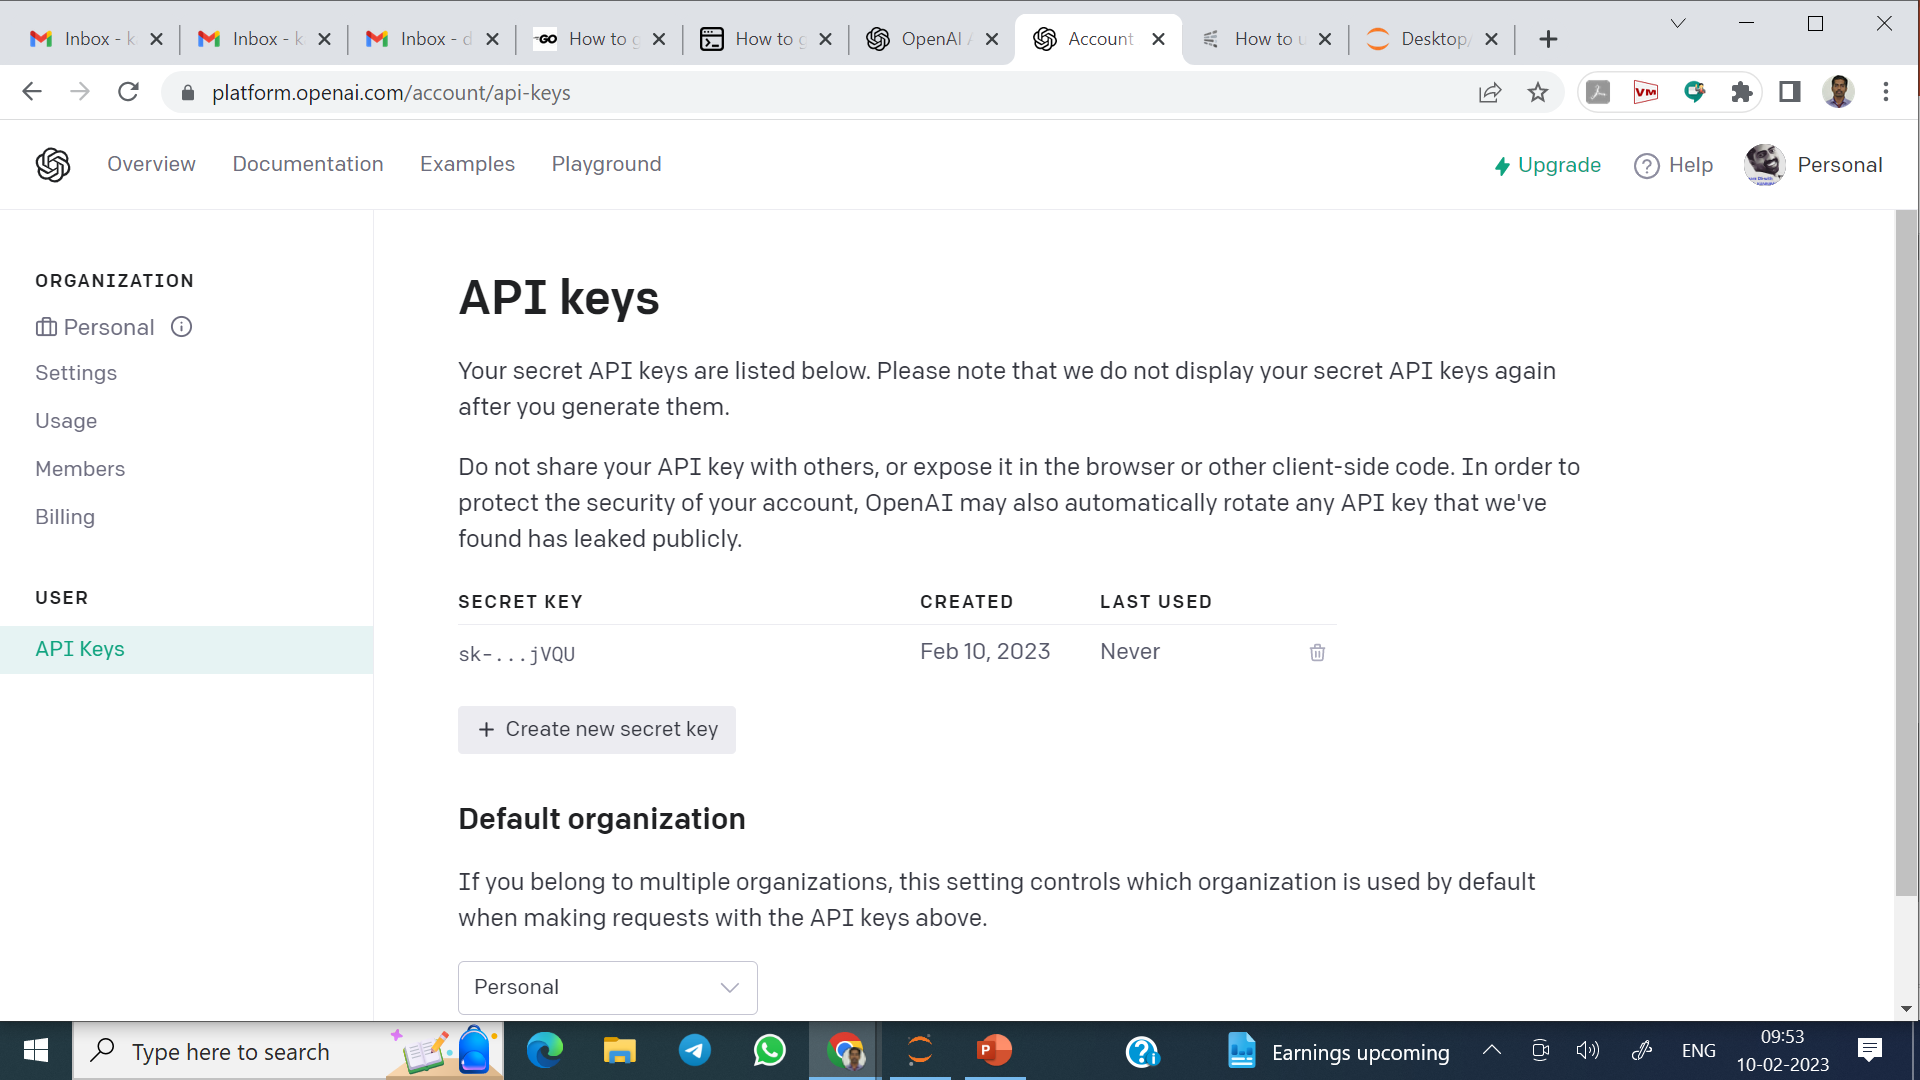 Inbox - k
Inbox - k
Inbox - d
GO How to g
How to g
OpenAI A
Account
How to u
Desktop/
platform.openai.com/account/api-keys
VM
Overview
Documentation
Examples
Playground
Upgrade
Help
Personal
ORGANIZATION
Personal
Settings
Usage
Members
Billing
USER
API Keys
API keys
Your secret API keys are listed below. Please note that we do not display your secret API keys again
after you generate them.
Do not share your API key with others, or expose it in the browser or other client-side code. In order to
protect the security of your account, OpenAI may also automatically rotate any API key that we've
found has leaked publicly.
SECRET KEY CREATED LAST USED
sk-...jVQU Feb 10, 2023 Never
+ Create new secret key
Default organization
If you belong to multiple organizations, this setting controls which organization is used by default
when making requests with the API keys above.
Personal
Type here to search
Earnings upcoming
ENG
09:53
10-02-2023